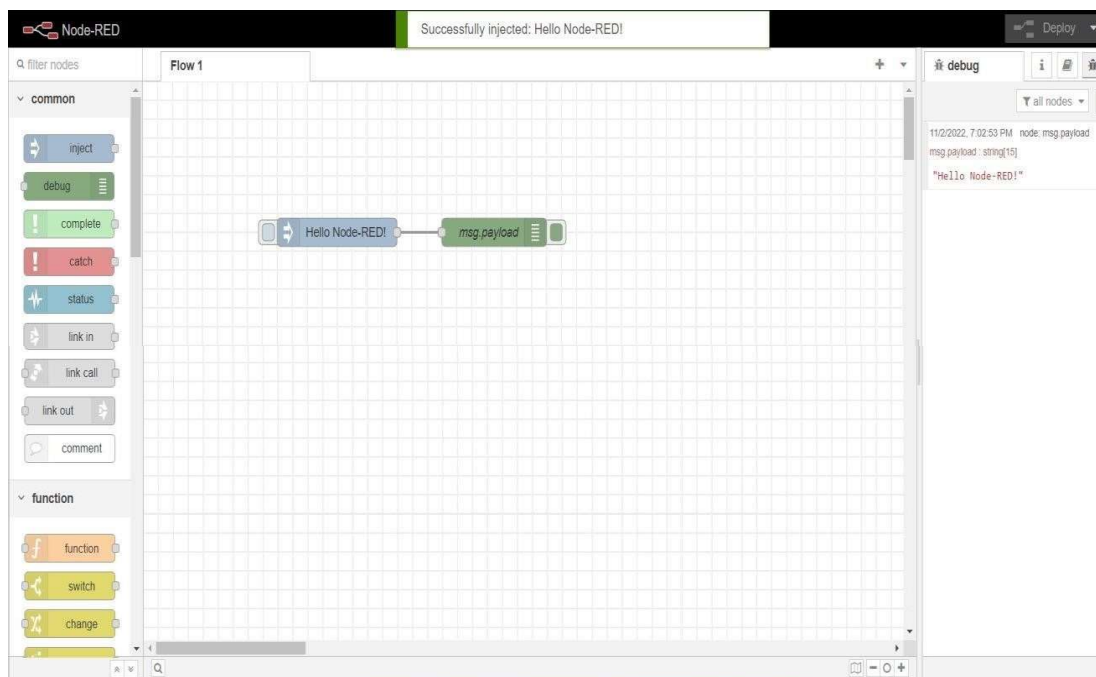 Node-RED
Successfully injected: Hello Node-RED!
Deploy
filter nodes
Flow 1
debug
i
all nodes
common
inject
debug
complete
catch
status
link in
link call
link out
comment
function
function
switch
change
Hello Node-RED!
msg.payload
11/2/2022, 7:02:53 PM node: msg.payload
msg.payload : string[15]
"Hello Node-RED!"